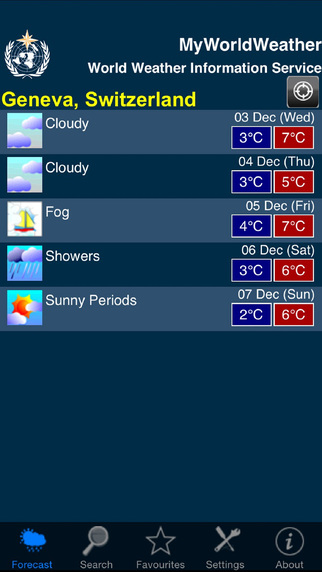 MyWorldWeather
World Weather Information Service
Geneva, Switzerland
Cloudy
03 Dec (Wed)
3°C 7°C
Cloudy
04 Dec (Thu)
3°C 5°C
Fog
05 Dec (Fri)
4°C 7°C
Showers
06 Dec (Sat)
3°C 6°C
Sunny Periods
07 Dec (Sun)
2°C 6°C
Forecast Search Favourites Settings About